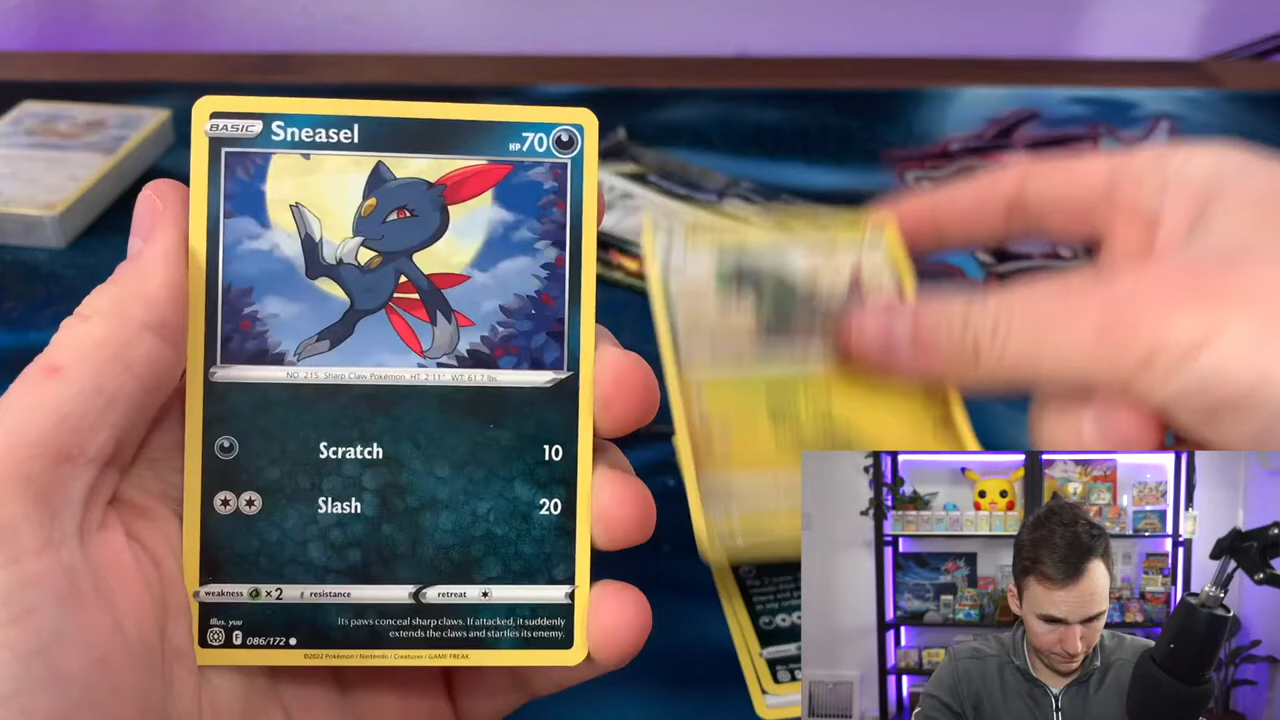 BASIC Sneasel HP 70
NO. 215 Sharp Claw Pokémon HT: 2'11" WT: 61.7 lbs.
Scratch 10
Slash 20
weakness ×2 resistance retreat
Illus. yuu
Its paws conceal sharp claws. If attacked, it suddenly
extends the claws and startles its enemy.
F 086/172
©2022 Pokémon / Nintendo / Creatures / GAME FREAK